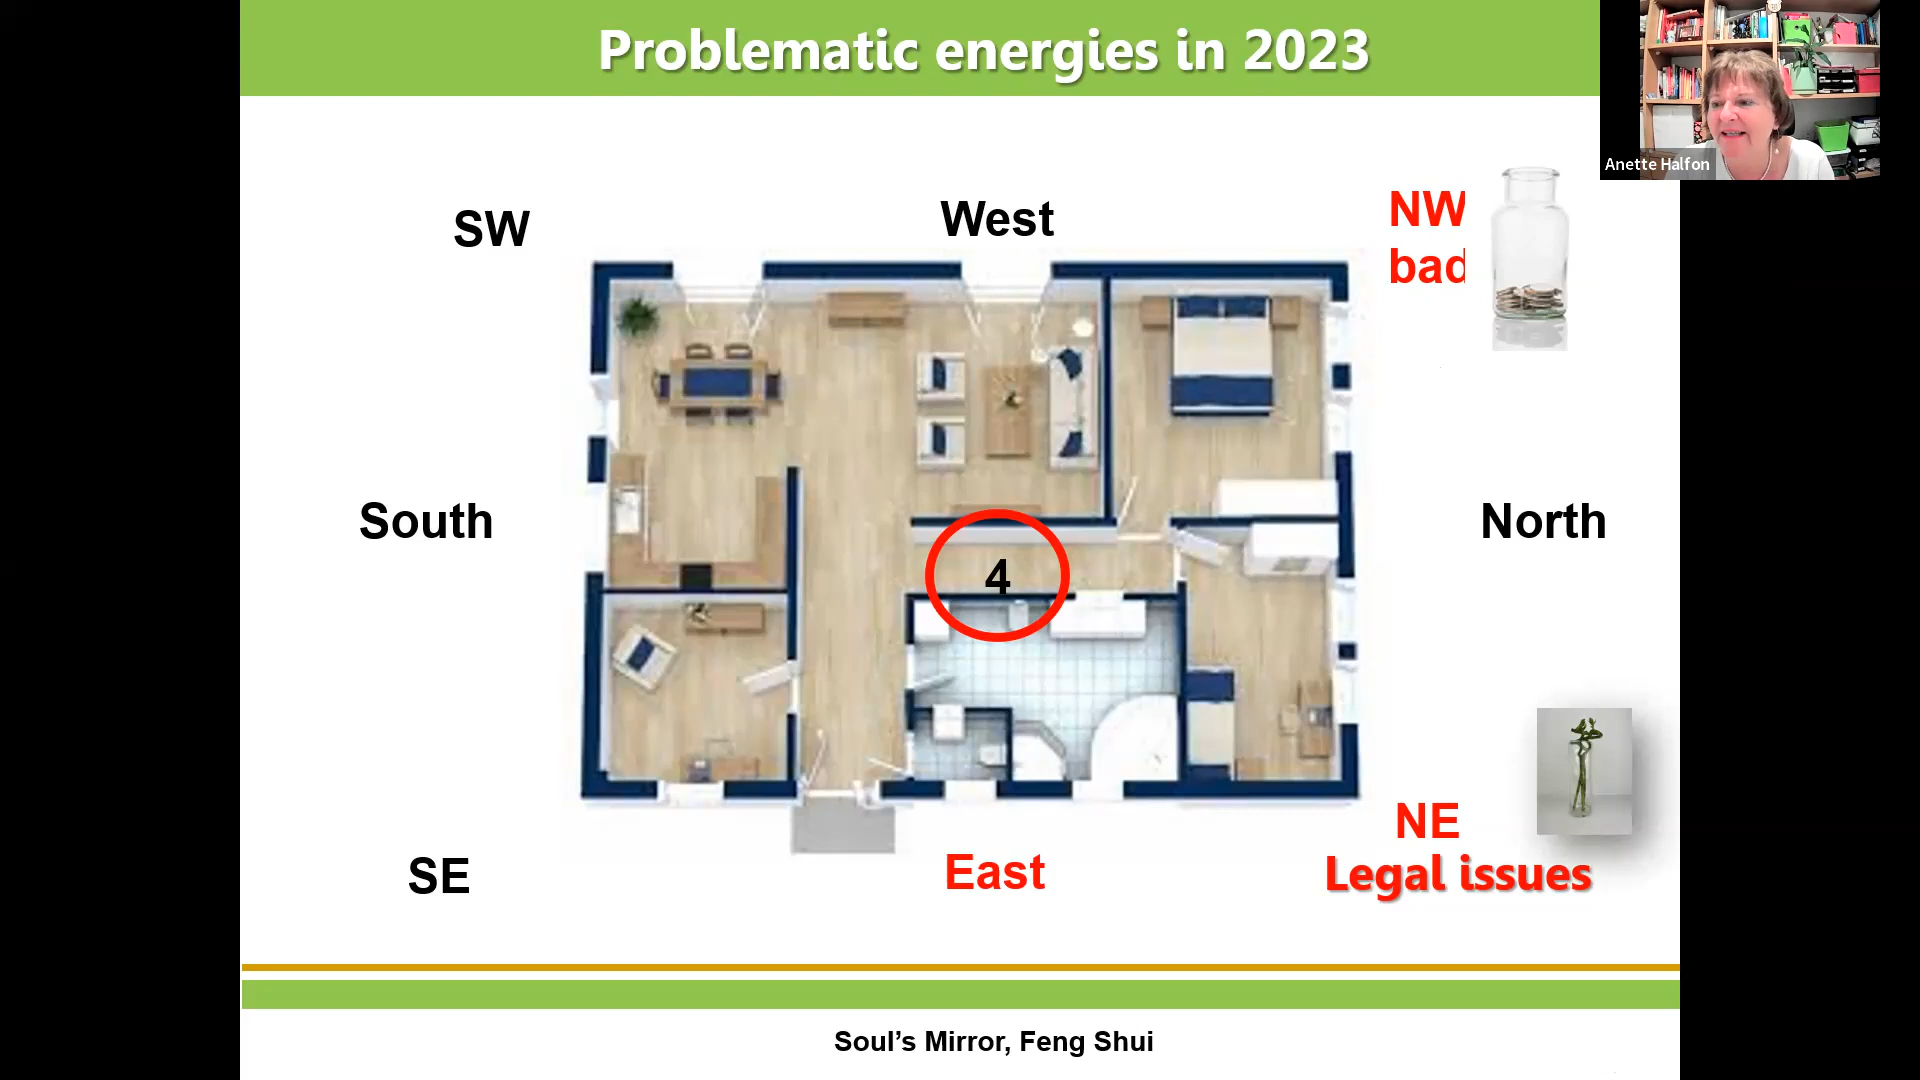 Problematic energies in 2023
Anette Halfon
SW
West
NW
bad
South
North
4
NE
Legal issues
SE
East
Soul’s Mirror, Feng Shui